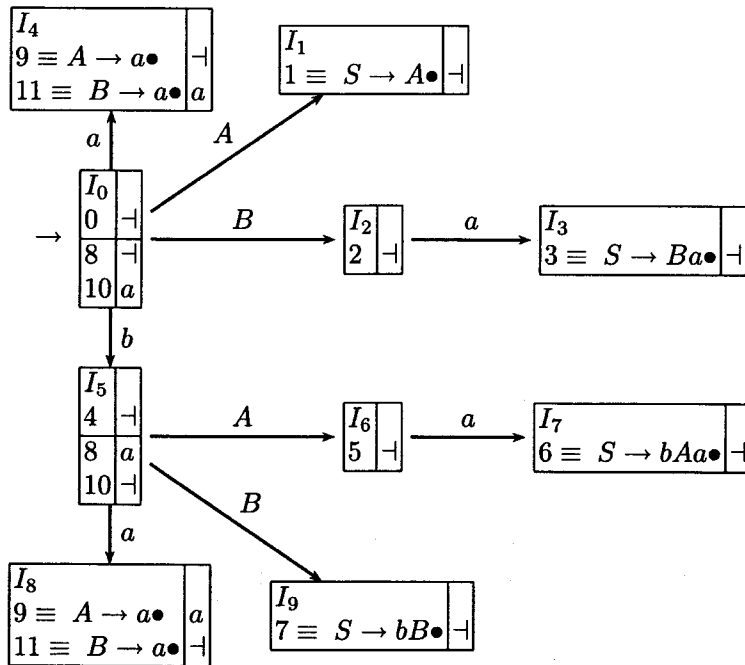 I₄
9 ≡ A → a● ⊣
11 ≡ B → a● a
I₁
1 ≡ S → A● ⊣
a
A
I₀
→ 0 ⊣
8 ⊣
10 a
B
I₂
2 ⊣
a
I₃
3 ≡ S → Ba● ⊣
b
I₅
4 ⊣
8 a
10 ⊣
A
I₆
5 ⊣
a
I₇
6 ≡ S → bAa● ⊣
B
a
I₈
9 ≡ A → a● a
11 ≡ B → a● ⊣
I₉
7 ≡ S → bB● ⊣